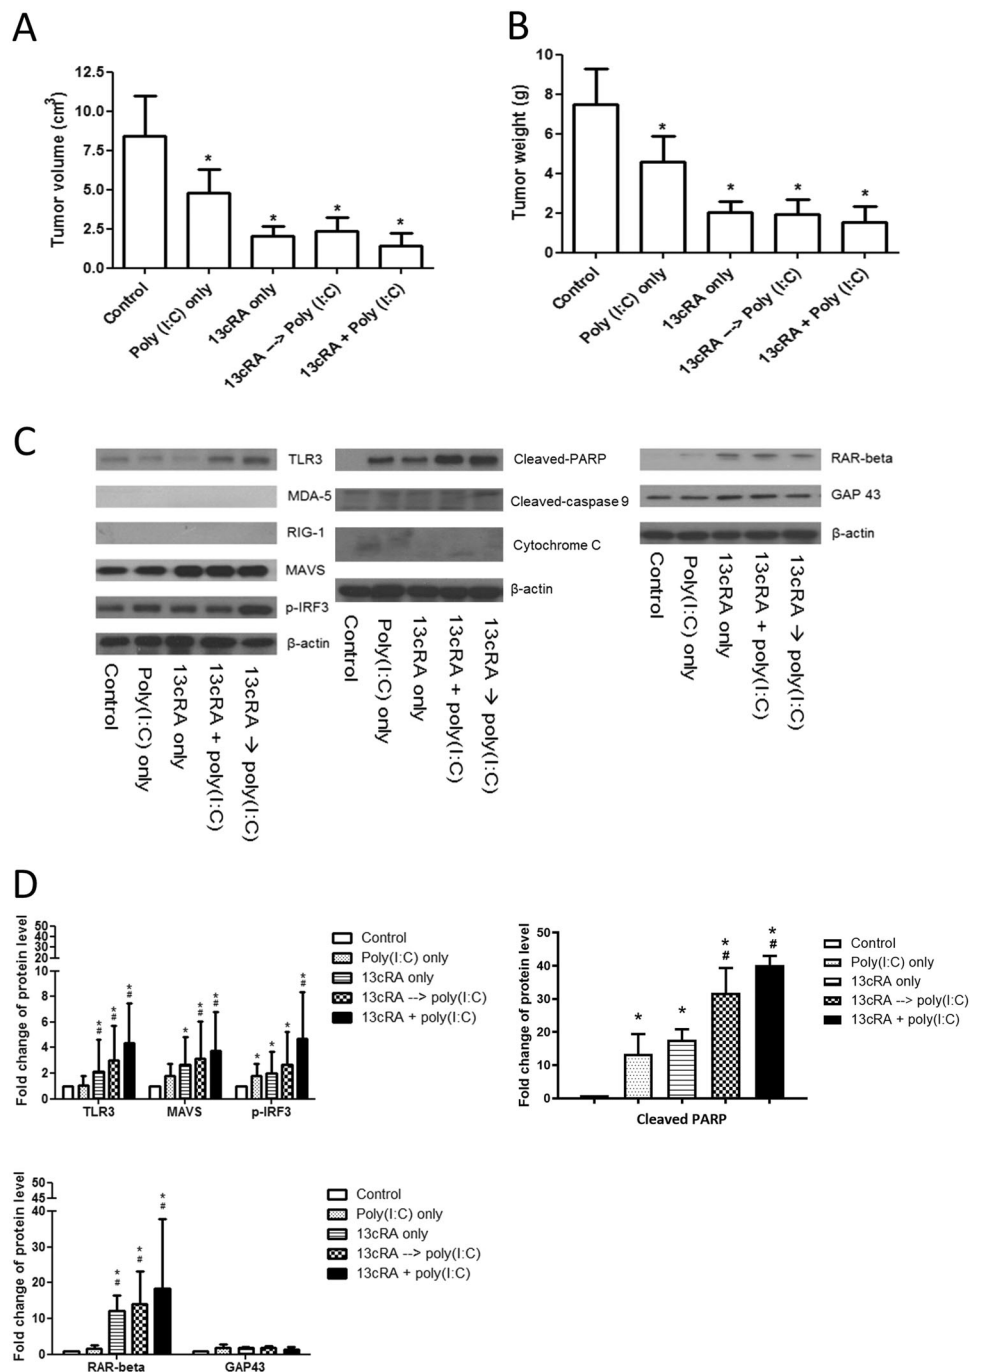 A
Tumor volume (cm3)
12.5
10.0
7.5
5.0
2.5
0.0
*
*
*
*
Control
Poly (I:C) only
13cRA only
13cRA ---> Poly (I:C)
13cRA + Poly (I:C)
B
Tumor weight (g)
10
8
6
4
2
0
*
*
*
*
Control
Poly (I:C) only
13cRA only
13cRA ---> Poly (I:C)
13cRA + Poly (I:C)
C
TLR3
MDA-5
RIG-1
MAVS
p-IRF3
β-actin
Control
Poly(I:C) only
13cRA only
13cRA + poly(I:C)
13cRA → poly(I:C)
Cleaved-PARP
Cleaved-caspase 9
Cytochrome C
β-actin
Control
Poly(I:C) only
13cRA only
13cRA + poly(I:C)
13cRA → poly(I:C)
RAR-beta
GAP 43
β-actin
Control
Poly(I:C) only
13cRA only
13cRA + poly(I:C)
13cRA → poly(I:C)
D
Fold change of protein level
50
40
30
20
10
8
6
4
2
0
*
#
*
#
*
#
*
*
#
*
#
*
*
*
*
#
TLR3 MAVS p-IRF3
Control
Poly(I:C) only
13cRA only
13cRA --> poly(I:C)
13cRA + poly(I:C)
Fold change of protein level
50
40
30
20
10
0
*
*
*
#
*
#
Cleaved PARP
Control
Poly(I:C) only
13cRA only
13cRA --> poly(I:C)
13cRA + poly(I:C)
Fold change of protein level
50
45
40
30
20
10
0
*
#
*
#
*
#
RAR-beta GAP43
Control
Poly(I:C) only
13cRA only
13cRA --> poly(I:C)
13cRA + poly(I:C)